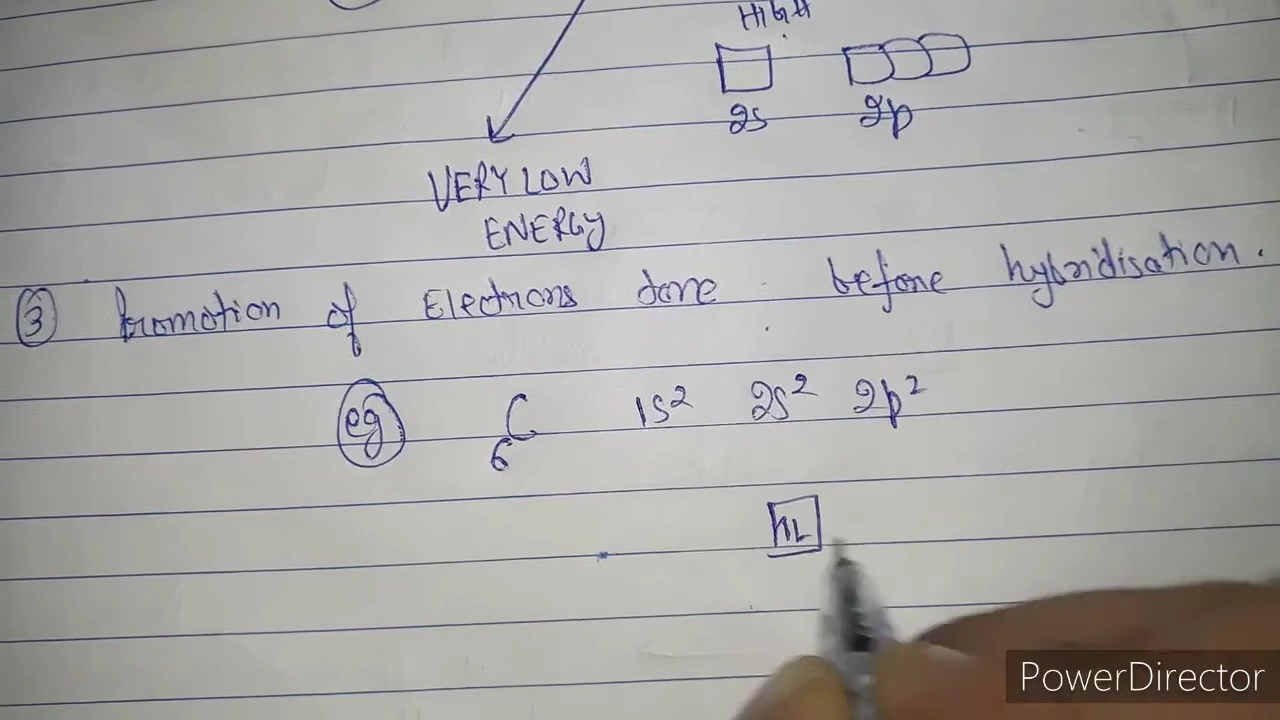 High
2s 2p
VERY LOW
ENERGY
③ Promotion of Electrons done before hybridisation.
eg ₆C 1s² 2s² 2p²
1L
PowerDirector